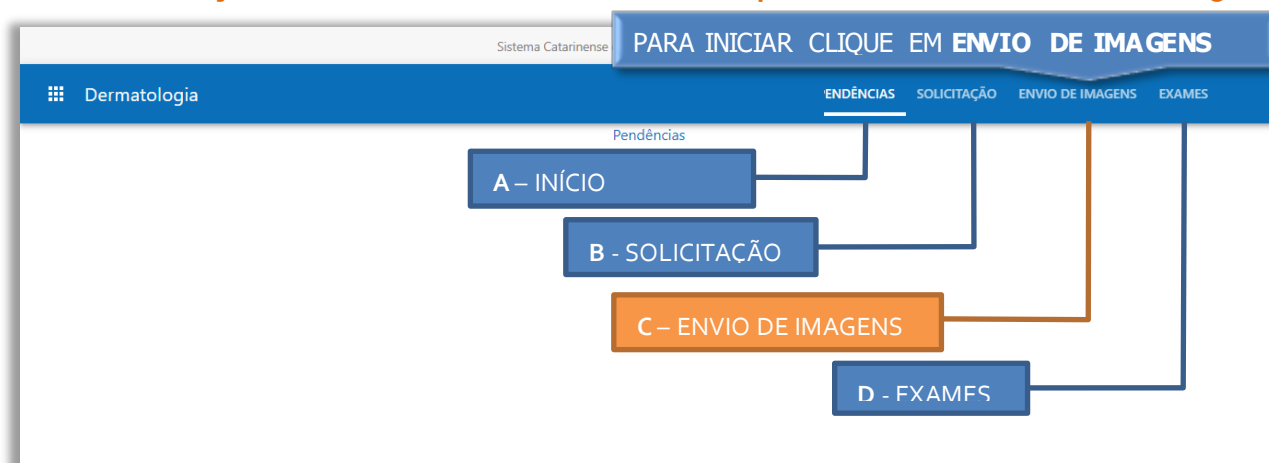 Sistema Catarinense
PARA INICIAR CLIQUE EM ENVIO DE IMAGENS
Dermatologia
ENDÊNCIAS SOLICITAÇÃO ENVIO DE IMAGENS EXAMES
Pendências
A – INÍCIO
B - SOLICITAÇÃO
C – ENVIO DE IMAGENS
D - EXAMES